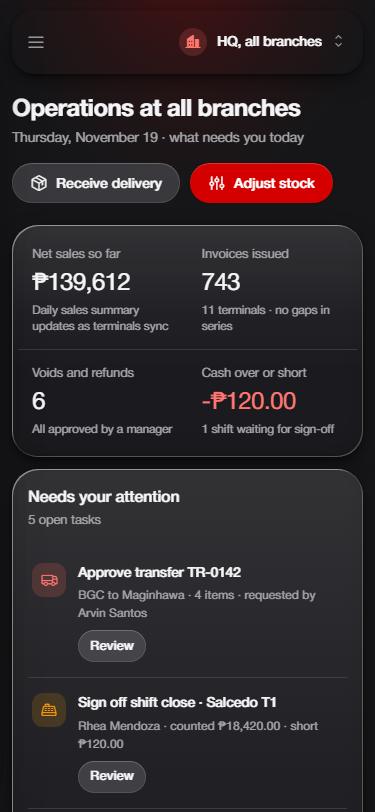 HQ, all branches
Operations at all branches
Thursday, November 19 · what needs you today
Receive delivery
Adjust stock
Net sales so far
₱139,612
Daily sales summary
updates as terminals sync
Invoices issued
743
11 terminals · no gaps in
series
Voids and refunds
6
All approved by a manager
Cash over or short
-₱120.00
1 shift waiting for sign-off
Needs your attention
5 open tasks
Approve transfer TR-0142
BGC to Maginhawa · 4 items · requested by
Arvin Santos
Review
Sign off shift close · Salcedo T1
Rhea Mendoza · counted ₱18,420.00 · short
₱120.00
Review